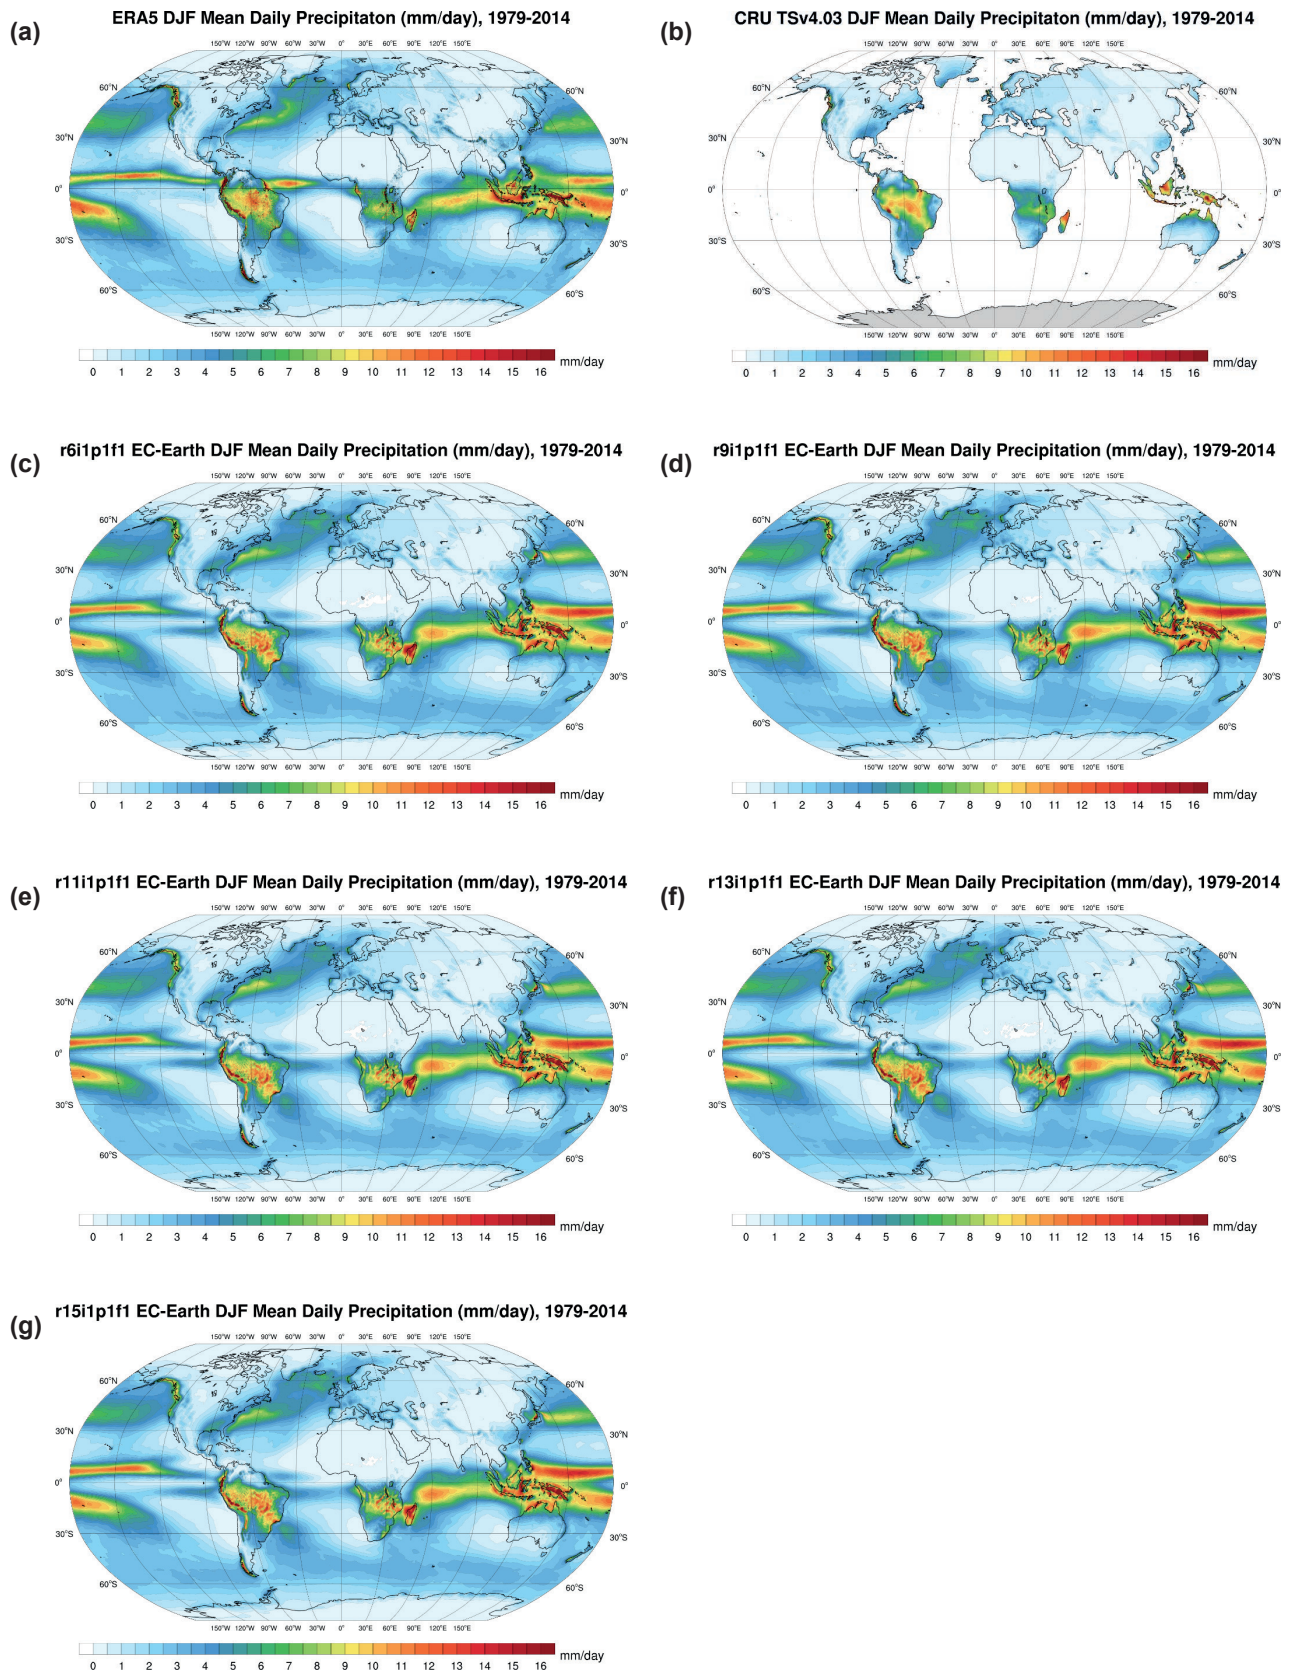 (a)
ERA5 DJF Mean Daily Precipitaton (mm/day), 1979-2014
150°W 120°W 90°W 60°W 30°W 0° 30°E 60°E 90°E 120°E 150°E
60°N 60°N
30°N 30°N
0° 0°
30°S 30°S
60°S 60°S
150°W 120°W 90°W 60°W 30°W 0° 30°E 60°E 90°E 120°E 150°E
0 1 2 3 4 5 6 7 8 9 10 11 12 13 14 15 16 mm/day
(b)
CRU TSv4.03 DJF Mean Daily Precipitation (mm/day), 1979-2014
150°W 120°W 90°W 60°W 30°W 0° 30°E 60°E 90°E 120°E 150°E
60°N 60°N
30°N 30°N
0° 0°
30°S 30°S
60°S 60°S
150°W 120°W 90°W 60°W 30°W 0° 30°E 60°E 90°E 120°E 150°E
0 1 2 3 4 5 6 7 8 9 10 11 12 13 14 15 16 mm/day
(c)
r6i1p1f1 EC-Earth DJF Mean Daily Precipitation (mm/day), 1979-2014
150°W 120°W 90°W 60°W 30°W 0° 30°E 60°E 90°E 120°E 150°E
60°N 60°N
30°N 30°N
0° 0°
30°S 30°S
60°S 60°S
150°W 120°W 90°W 60°W 30°W 0° 30°E 60°E 90°E 120°E 150°E
0 1 2 3 4 5 6 7 8 9 10 11 12 13 14 15 16 mm/day
(d)
r9i1p1f1 EC-Earth DJF Mean Daily Precipitation (mm/day), 1979-2014
150°W 120°W 90°W 60°W 30°W 0° 30°E 60°E 90°E 120°E 150°E
60°N 60°N
30°N 30°N
0° 0°
30°S 30°S
60°S 60°S
150°W 120°W 90°W 60°W 30°W 0° 30°E 60°E 90°E 120°E 150°E
0 1 2 3 4 5 6 7 8 9 10 11 12 13 14 15 16 mm/day
(e)
r11i1p1f1 EC-Earth DJF Mean Daily Precipitation (mm/day), 1979-2014
150°W 120°W 90°W 60°W 30°W 0° 30°E 60°E 90°E 120°E 150°E
60°N 60°N
30°N 30°N
0° 0°
30°S 30°S
60°S 60°S
150°W 120°W 90°W 60°W 30°W 0° 30°E 60°E 90°E 120°E 150°E
0 1 2 3 4 5 6 7 8 9 10 11 12 13 14 15 16 mm/day
(f)
r13i1p1f1 EC-Earth DJF Mean Daily Precipitation (mm/day), 1979-2014
150°W 120°W 90°W 60°W 30°W 0° 30°E 60°E 90°E 120°E 150°E
60°N 60°N
30°N 30°N
0° 0°
30°S 30°S
60°S 60°S
150°W 120°W 90°W 60°W 30°W 0° 30°E 60°E 90°E 120°E 150°E
0 1 2 3 4 5 6 7 8 9 10 11 12 13 14 15 16 mm/day
(g)
r15i1p1f1 EC-Earth DJF Mean Daily Precipitation (mm/day), 1979-2014
150°W 120°W 90°W 60°W 30°W 0° 30°E 60°E 90°E 120°E 150°E
60°N 60°N
30°N 30°N
0° 0°
30°S 30°S
60°S 60°S
150°W 120°W 90°W 60°W 30°W 0° 30°E 60°E 90°E 120°E 150°E
0 1 2 3 4 5 6 7 8 9 10 11 12 13 14 15 16 mm/day